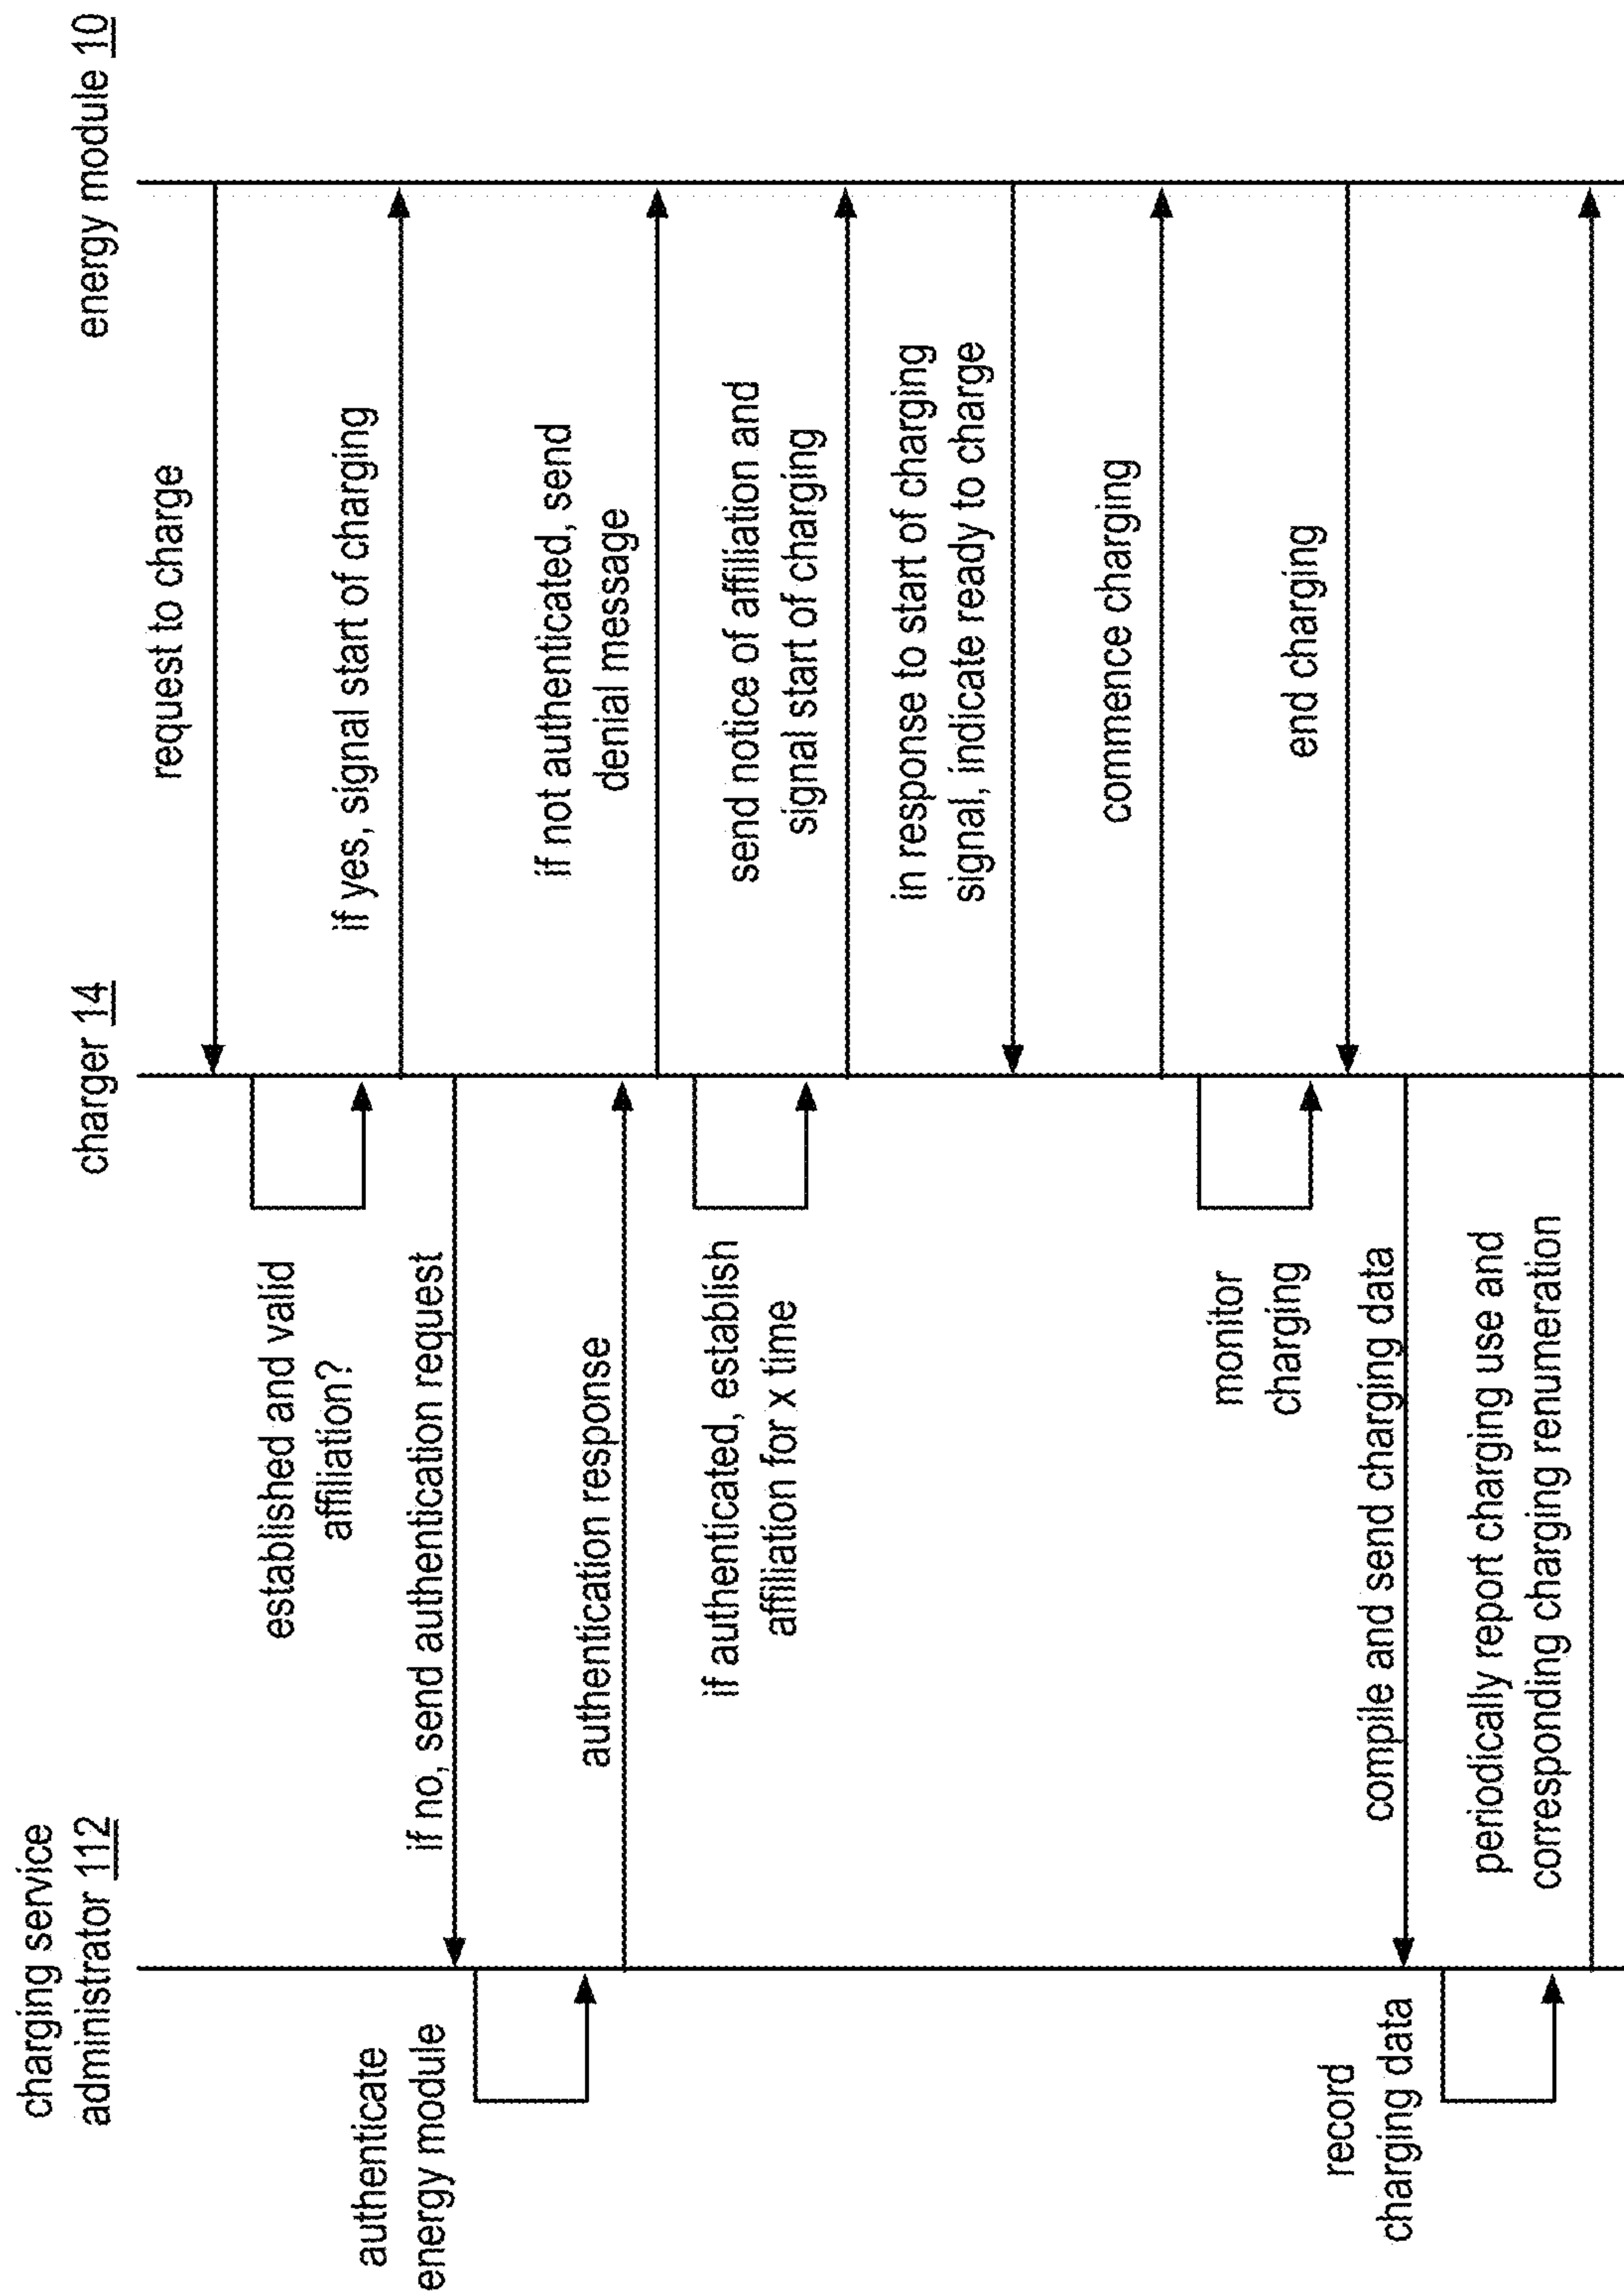 charging service
administrator 112
charger 14
energy module 10
request to charge
established and valid
affiliation?
if yes, signal start of charging
if no, send authentication request
authenticate
energy module
authentication response
if not authenticated, send
denial message
if authenticated, establish
affiliation for x time
send notice of affiliation and
signal start of charging
in response to start of charging
signal, indicate ready to charge
commence charging
monitor
charging
end charging
compile and send charging data
record
charging data
periodically report charging use and
corresponding charging renumeration